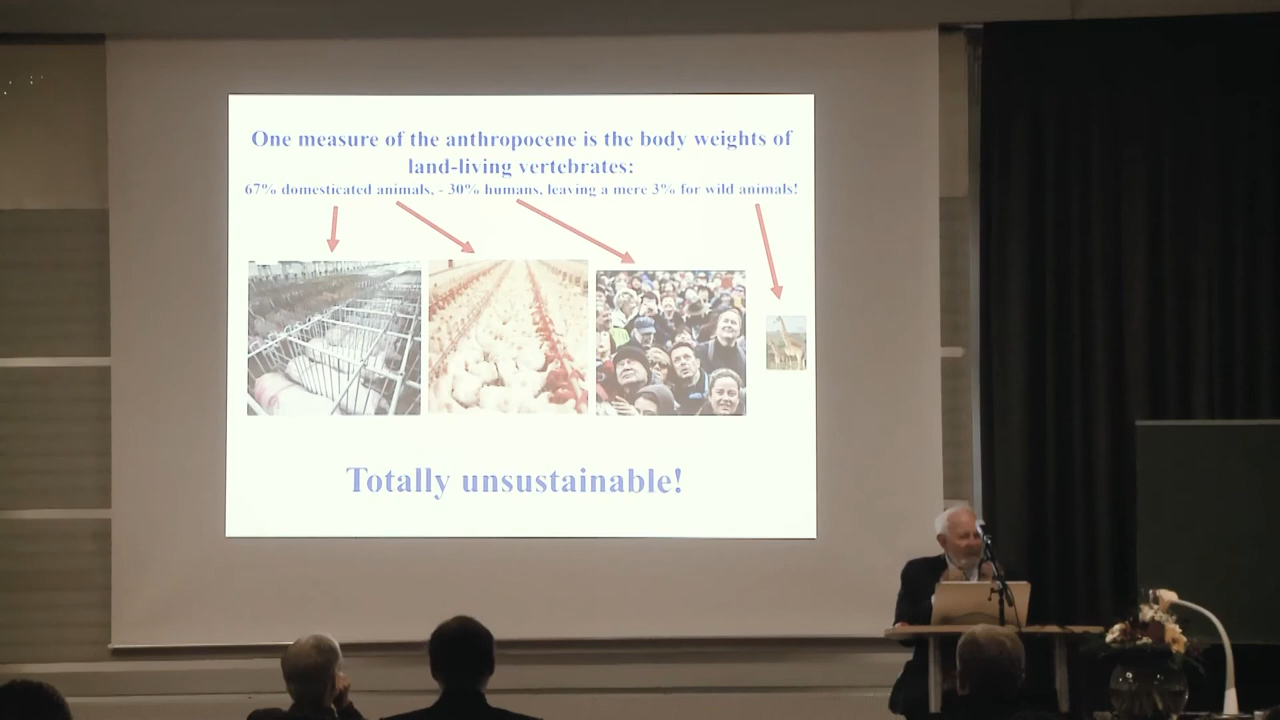 One measure of the anthropocene is the body weights of
land-living vertebrates:
67% domesticated animals, - 30% humans, leaving a mere 3% for wild animals!
Totally unsustainable!